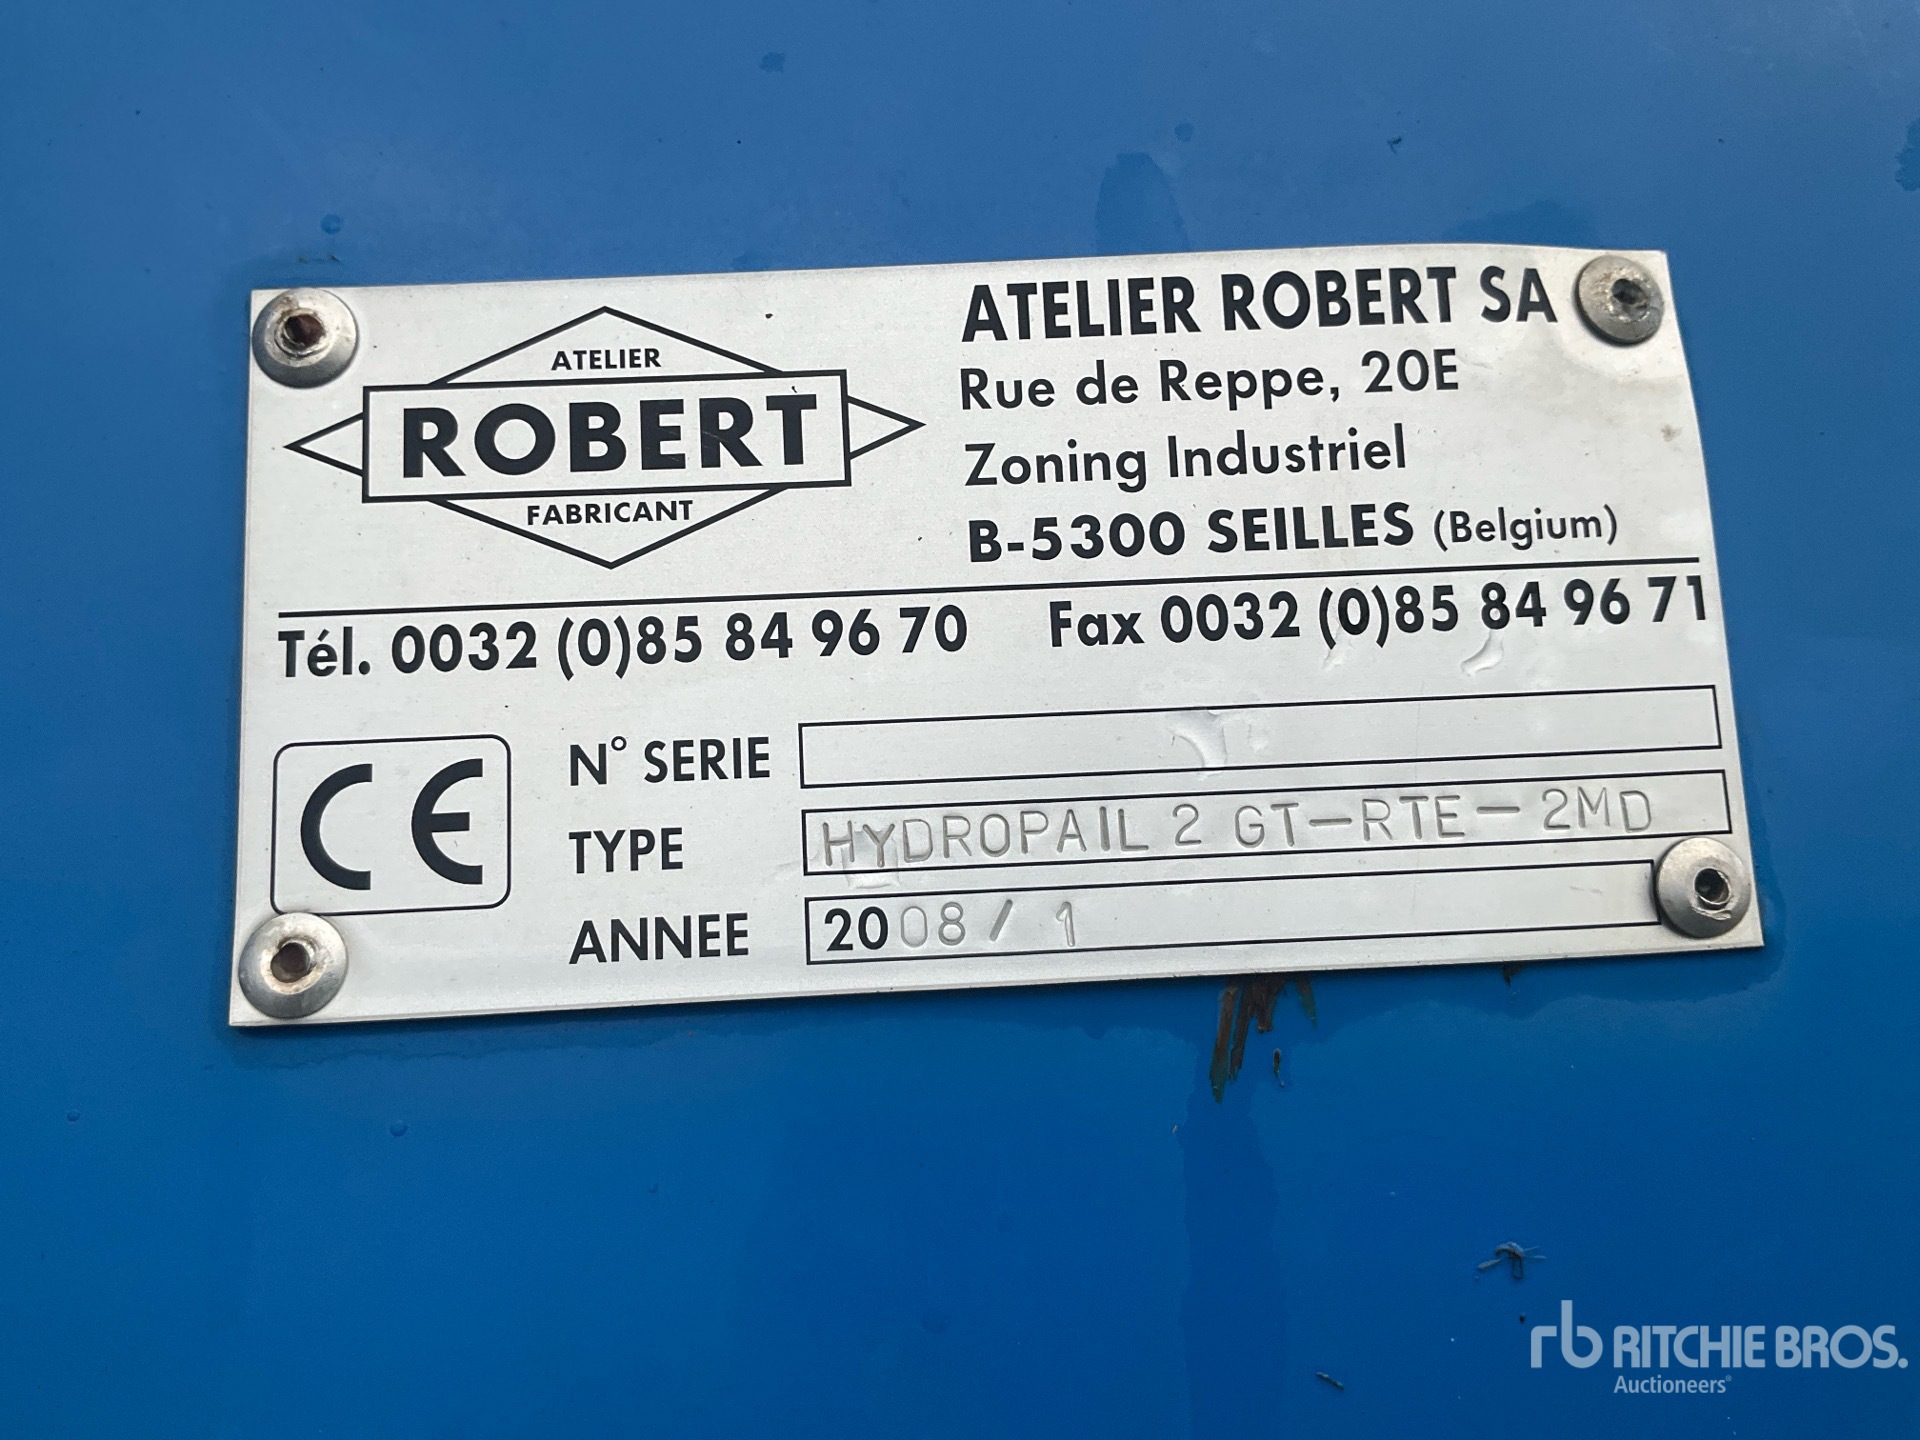 ATELIER
ROBERT
FABRICANT
ATELIER ROBERT SA
Rue de Reppe, 20E
Zoning Industriel
B-5300 SEILLES (Belgium)
Tél. 0032 (0)85 84 96 70 Fax 0032 (0)85 84 96 71
CE
N° SERIE
TYPE HYDROPAIL 2 GT-RTE-2MD
ANNEE 2008/1
rb RITCHIE BROS.
Auctioneers®